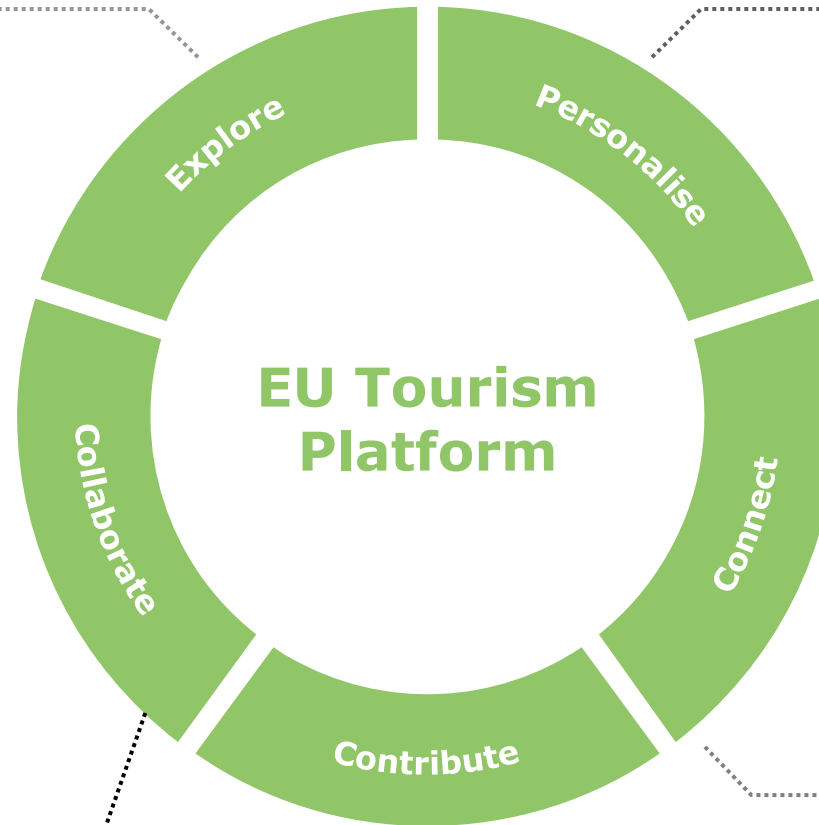 Explore
Personalise
EU Tourism
Platform
Collaborate
Connect
Contribute